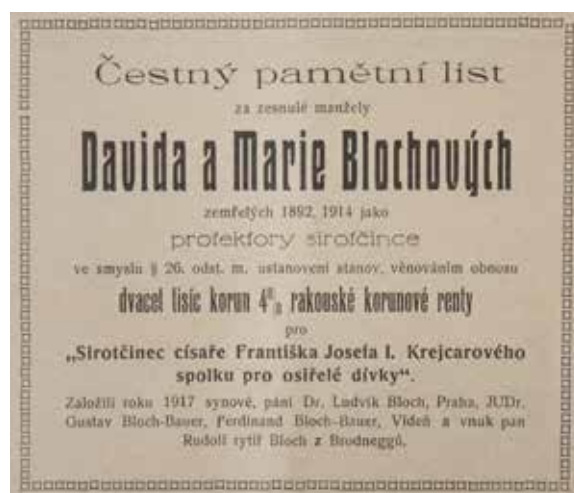 Čestný pamětní list
za zesnulé manžely
Davida a Marie Blochových
zemřelých 1892, 1914 jako
protektory sirotčince
ve smyslu § 26. odst. m. ustanovení stanov, věnováním obnosu
dvacet tisíc korun 4% rakouské korunové renty
pro
„Sirotčinec císaře Františka Josefa I. Krejcarového
spolku pro osiřelé dívky“.
Založili roku 1917 synové, páni Dr. Ludvík Bloch, Praha, JUDr.
Gustav Bloch-Bauer, Ferdinand Bloch-Bauer, Vídeň a vnuk pan
Rudolf rytíř Bloch z Brodneggů.